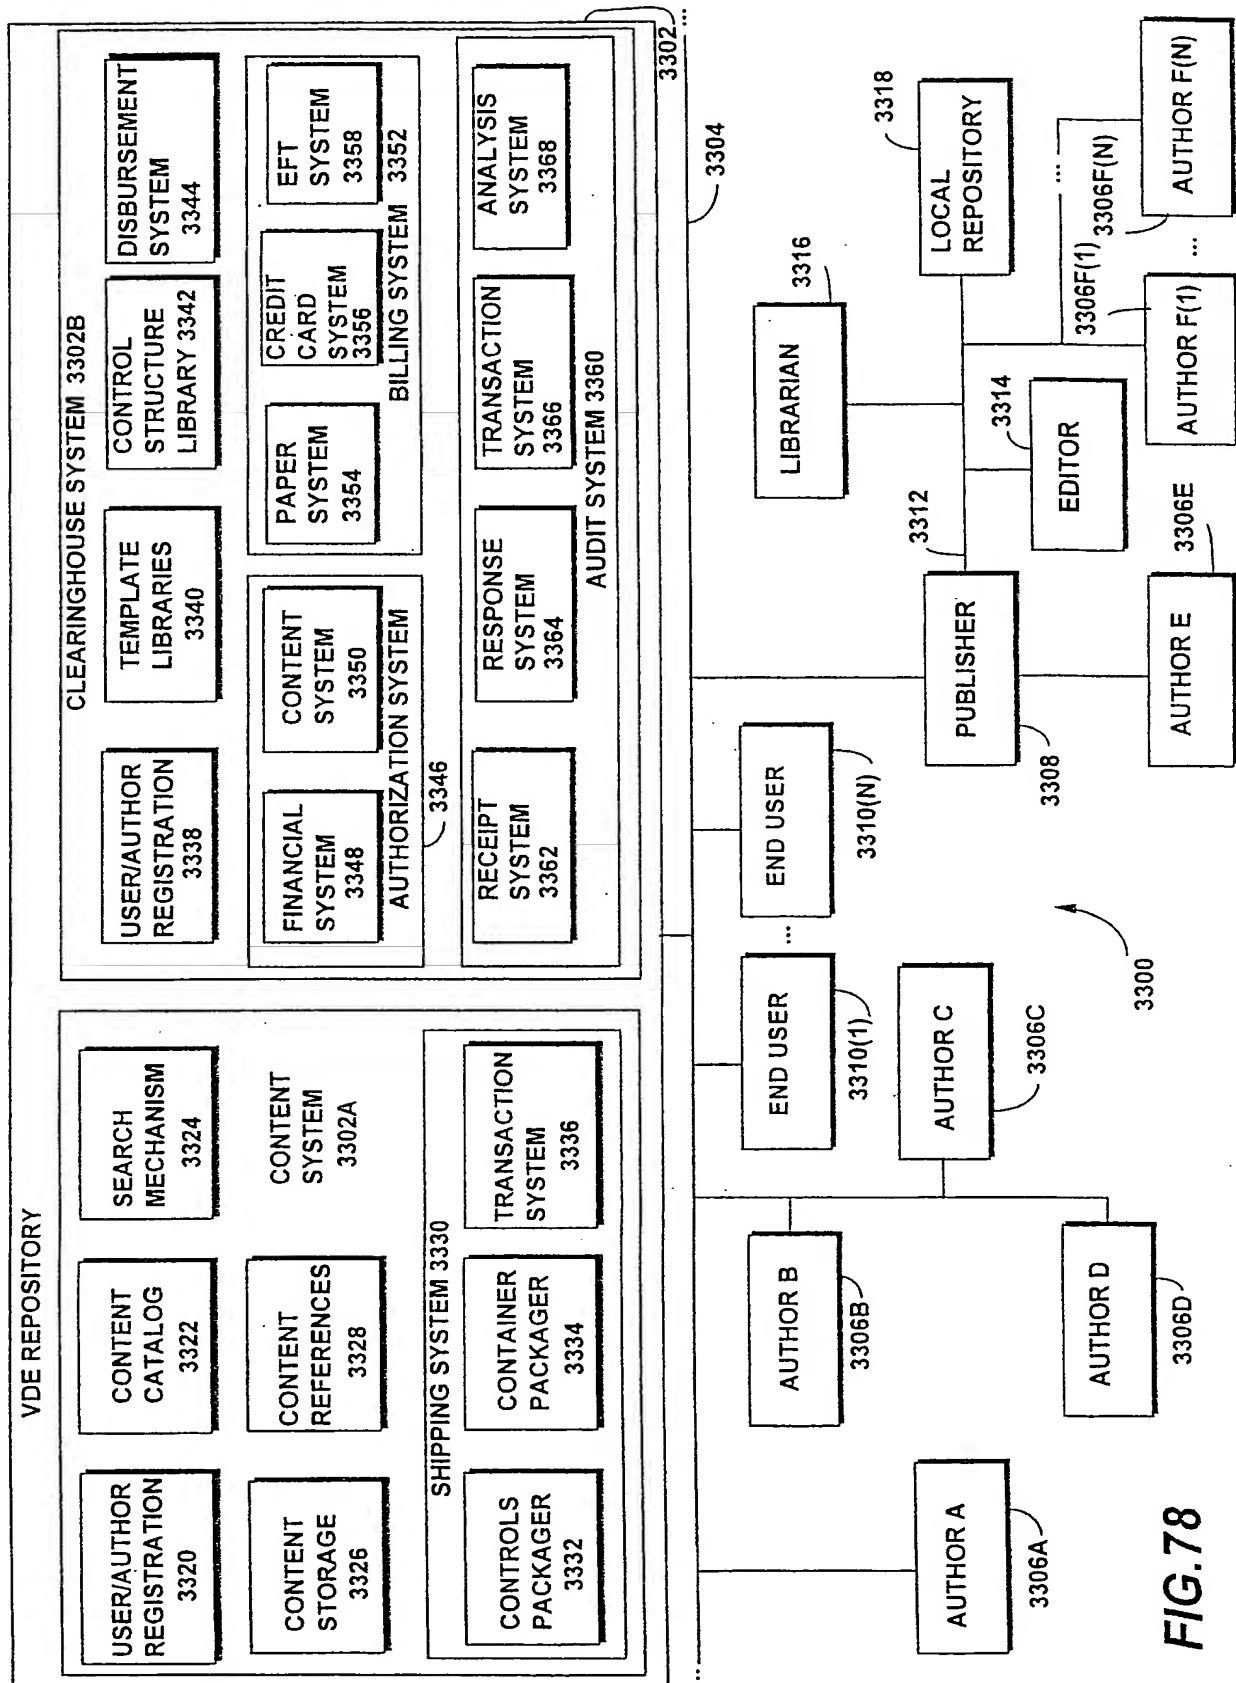 VDE REPOSITORY
3302
USER/AUTHOR
REGISTRATION
3320
CONTENT
CATALOG
3322
SEARCH
MECHANISM
3324
CONTENT
STORAGE
3326
CONTENT
REFERENCES
3328
CONTENT
SYSTEM
3302A
SHIPPING SYSTEM 3330
CONTROLS
PACKAGER
3332
CONTAINER
PACKAGER
3334
TRANSACTION
SYSTEM
3336
CLEARINGHOUSE SYSTEM 3302B
USER/AUTHOR
REGISTRATION
3338
TEMPLATE
LIBRARIES
3340
CONTROL
STRUCTURE
LIBRARY 3342
DISBURSEMENT
SYSTEM
3344
FINANCIAL
SYSTEM
3348
CONTENT
SYSTEM
3350
AUTHORIZATION SYSTEM
3346
PAPER
SYSTEM
3354
CREDIT
CARD
SYSTEM
3356
EFT
SYSTEM
3358
BILLING SYSTEM 3352
RECEIPT
SYSTEM
3362
RESPONSE
SYSTEM
3364
TRANSACTION
SYSTEM
3366
ANALYSIS
SYSTEM
3368
AUDIT SYSTEM 3360
...
...
3304
AUTHOR A
3306A
AUTHOR B
3306B
AUTHOR C
3306C
AUTHOR D
3306D
END USER
3310(1)
...
END USER
3310(N)
3300
PUBLISHER
3308
3312
AUTHOR E
3306E
EDITOR
3314
LIBRARIAN
3316
LOCAL
REPOSITORY
3318
AUTHOR F(1)
3306F(1)
...
...
AUTHOR F(N)
3306F(N)
FIG.78